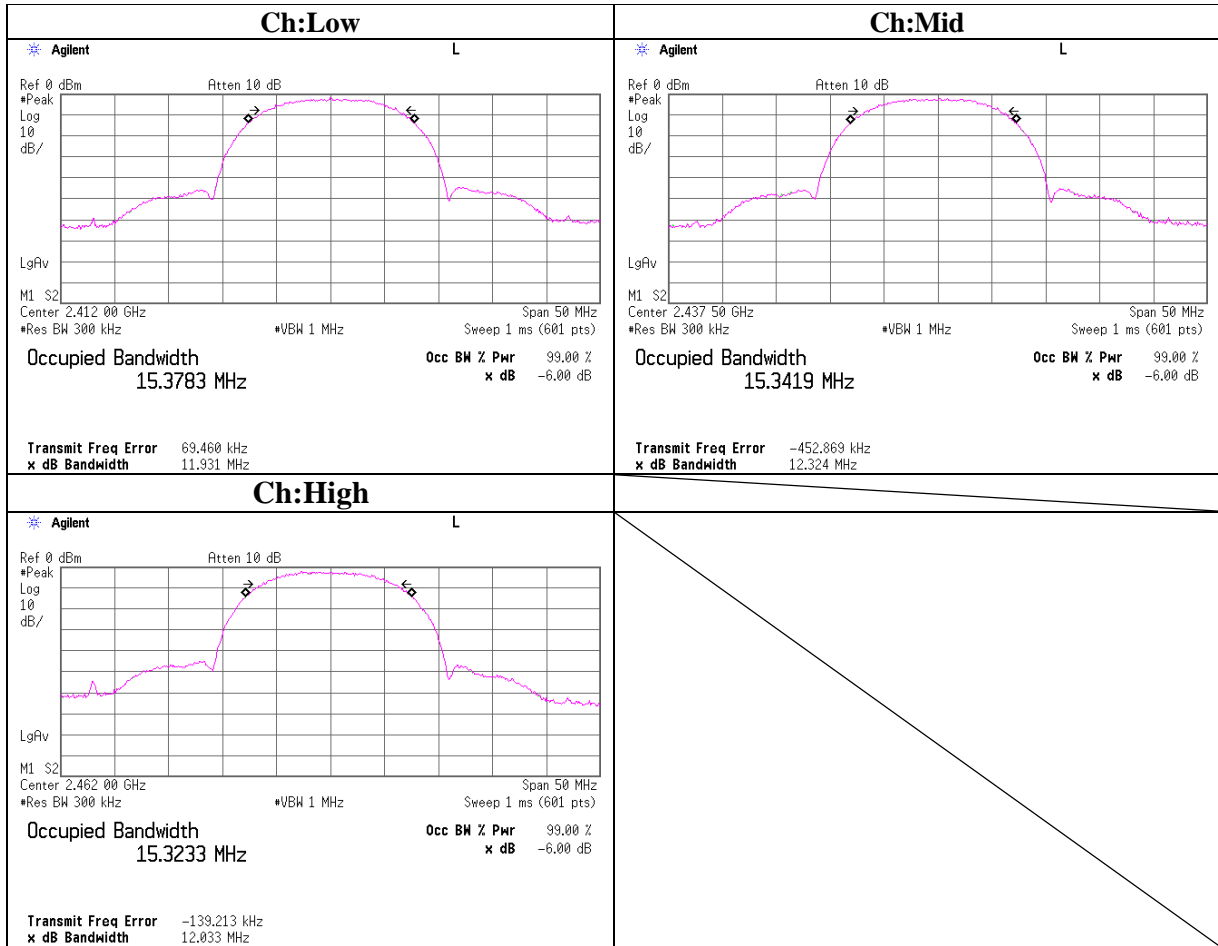 Ch:Low
Agilent L
Ref 0 dBm Atten 10 dB
#Peak
Log
10
dB/
LgAv
M1 S2
Center 2.412 00 GHz Span 50 MHz
#Res BW 300 kHz #VBW 1 MHz Sweep 1 ms (601 pts)
Occupied Bandwidth Occ BW % Pwr 99.00 %
15.3783 MHz x dB -6.00 dB
Transmit Freq Error 69.460 kHz
x dB Bandwidth 11.931 MHz
Ch:Mid
Agilent L
Ref 0 dBm Atten 10 dB
#Peak
Log
10
dB/
LgAv
M1 S2
Center 2.437 50 GHz Span 50 MHz
#Res BW 300 kHz #VBW 1 MHz Sweep 1 ms (601 pts)
Occupied Bandwidth Occ BW % Pwr 99.00 %
15.3419 MHz x dB -6.00 dB
Transmit Freq Error -452.869 kHz
x dB Bandwidth 12.324 MHz
Ch:High
Agilent L
Ref 0 dBm Atten 10 dB
#Peak
Log
10
dB/
LgAv
M1 S2
Center 2.462 00 GHz Span 50 MHz
#Res BW 300 kHz #VBW 1 MHz Sweep 1 ms (601 pts)
Occupied Bandwidth Occ BW % Pwr 99.00 %
15.3233 MHz x dB -6.00 dB
Transmit Freq Error -139.213 kHz
x dB Bandwidth 12.033 MHz